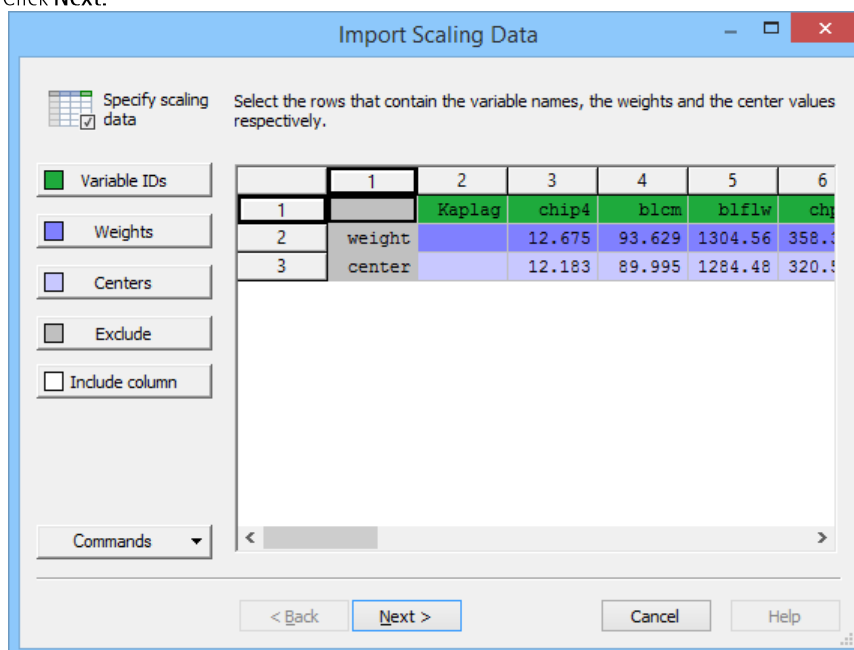 Click Next.
Import Scaling Data
Specify scaling data
Select the rows that contain the variable names, the weights and the center values respectively.
Variable IDs
Weights
Centers
Exclude
Include column
Commands
1 2 3 4 5 6
1 Kaplag chip4 blcm blflw
2 weight 12.675 93.629 1304.56
3 center 12.183 89.995 1284.48
< Back Next > Cancel Help